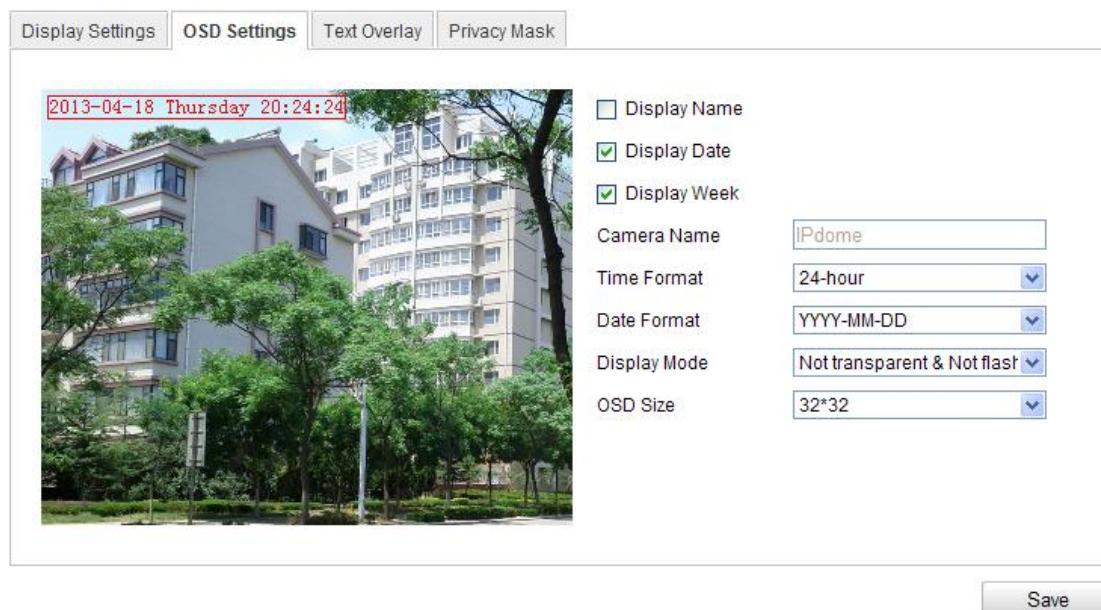 Display Settings
OSD Settings
Text Overlay
Privacy Mask
2013-04-18 Thursday 20:24:24
Display Name
Display Date
Display Week
Camera Name IPdome
Time Format 24-hour
Date Format YYYY-MM-DD
Display Mode Not transparent & Not flash
OSD Size 32*32
Save